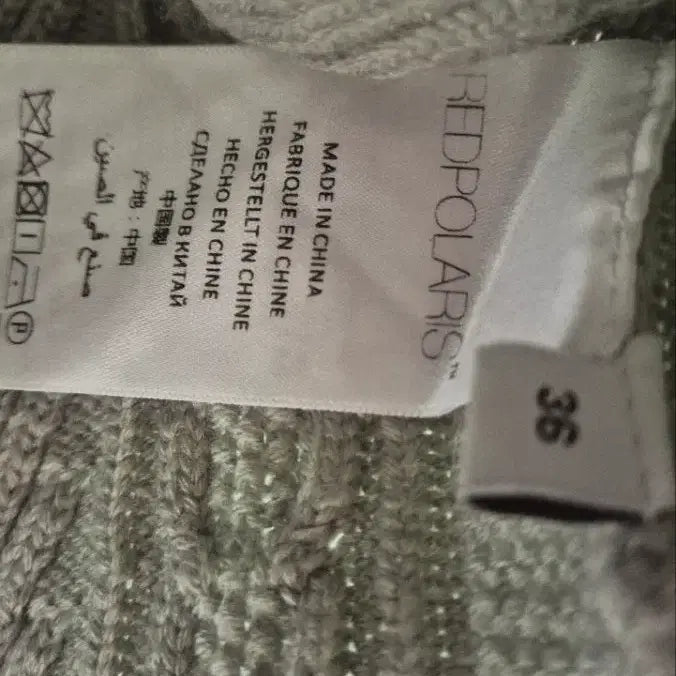 REDPOLARIS™
MADE IN CHINA
FABRIQUE EN CHINE
HERGESTELLT IN CHINE
HECHO EN CHINE
СДЕЛАНО В КИТАЙ
中国製
产地：中国
صنع في الصين
P
36